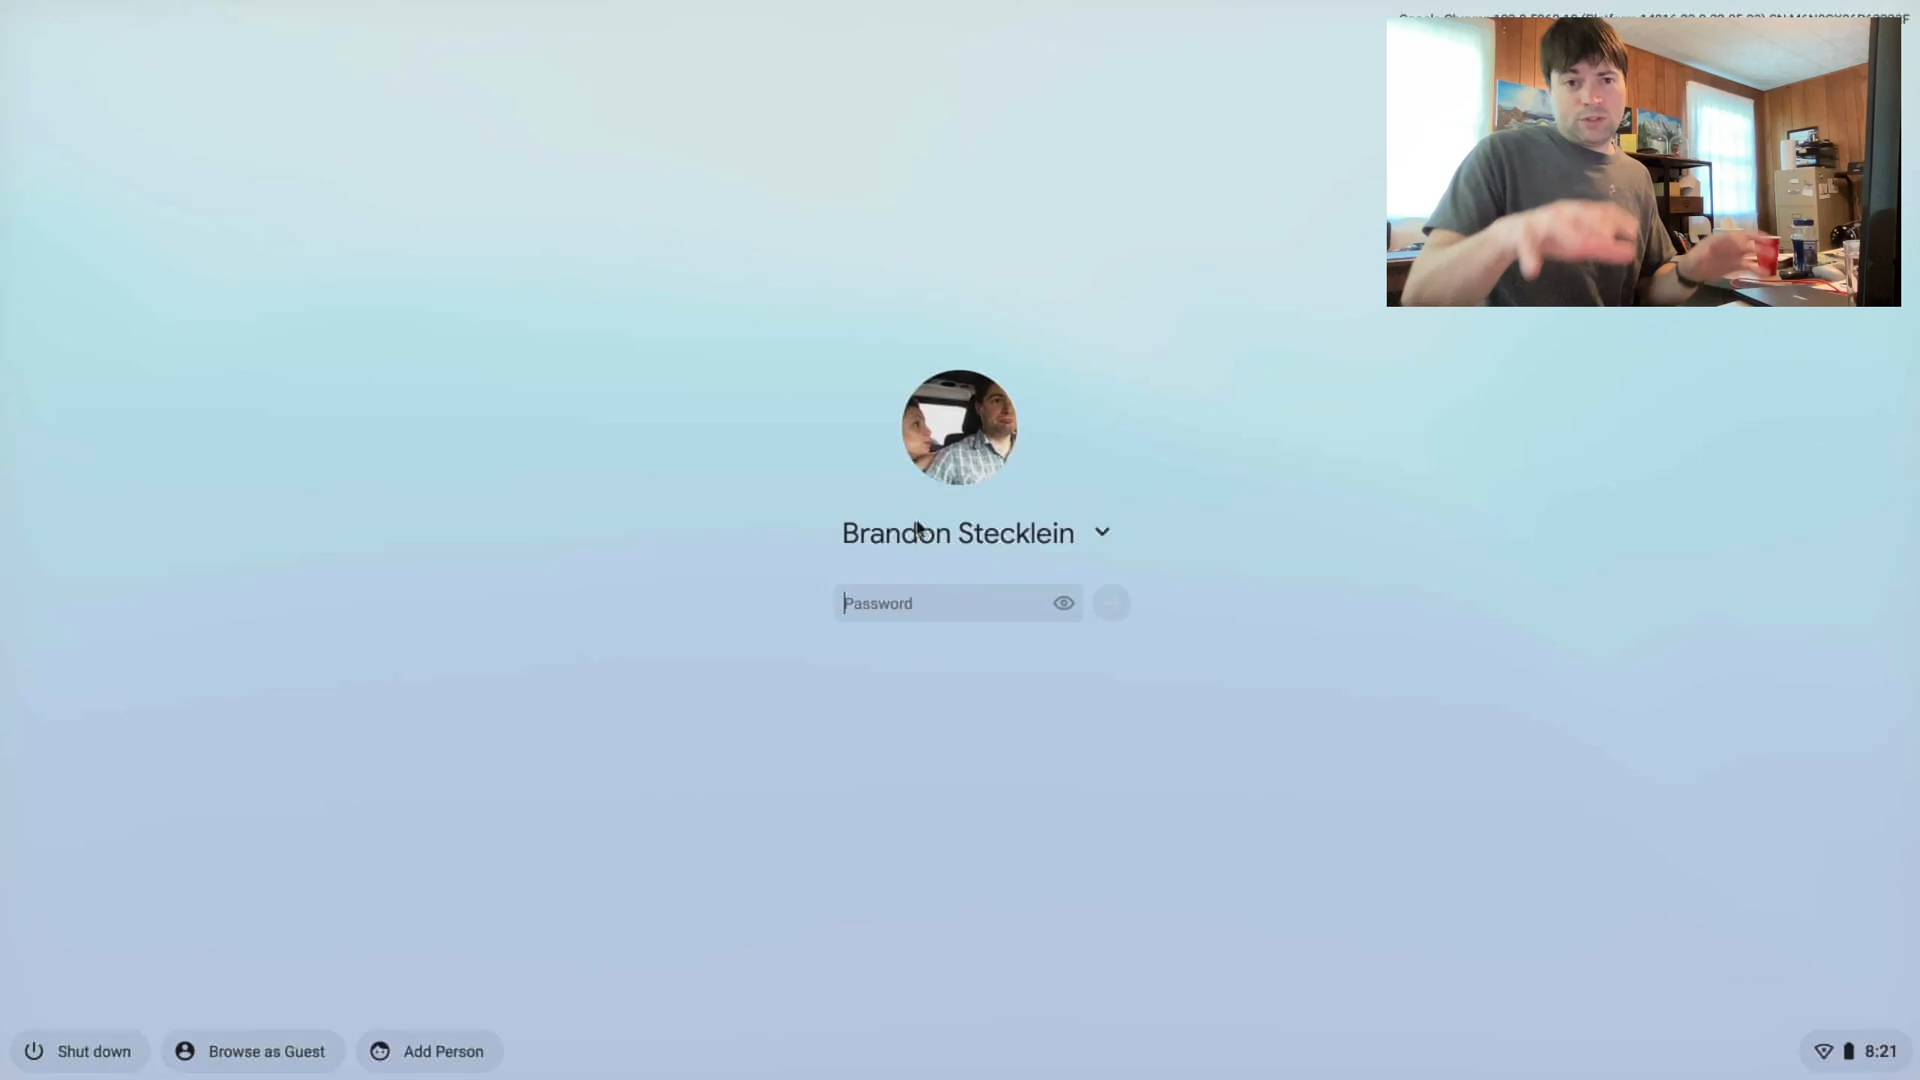 Brandon Stecklein
Password
Shut down
Browse as Guest
Add Person
8:21